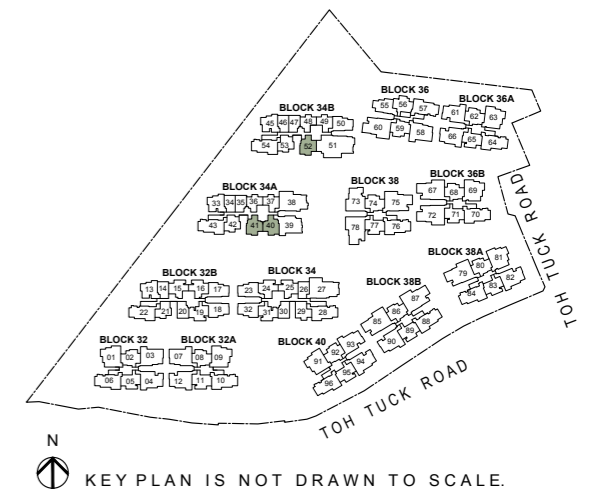 BLOCK 36
BLOCK 36A
55 56 57
61 62 63
60 59 58
66 65 64
BLOCK 34B
45 46 47 48 49 50
54 53 52 51
BLOCK 34A
33 34 35 36 37 38
43 42 41 40 39
BLOCK 38
73 74 75
78 77 76
BLOCK 36B
67 68 69
72 71 70
TOH TUCK ROAD
BLOCK 32B
13 14 15 16 17
22 21 20 19 18
BLOCK 34
23 24 25 26 27
32 31 30 29 28
BLOCK 38B
85 86 87
90 89 88
BLOCK 38A
79 80 81
84 83 82
BLOCK 32
01 02 03
06 05 04
BLOCK 32A
07 08 09
12 11 10
BLOCK 40
91 92 93
96 95 94
TOH TUCK ROAD
N
KEY PLAN IS NOT DRAWN TO SCALE.